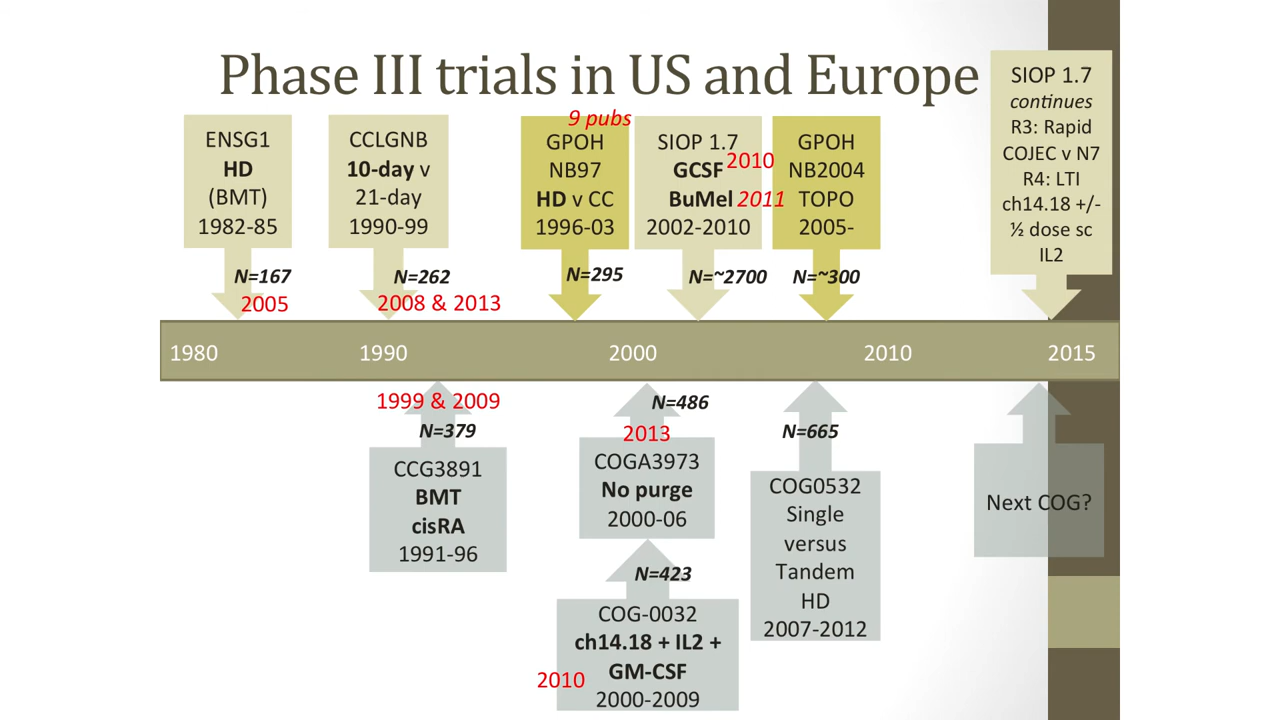 Phase III trials in US and Europe
ENSG1
HD
(BMT)
1982-85
N=167
2005
CCLGNB
10-day v
21-day
1990-99
N=262
2008 & 2013
9 pubs
GPOH
NB97
HD v CC
1996-03
N=295
SIOP 1.7
GCSF 2010
BuMel 2011
2002-2010
N=~2700
GPOH
NB2004
TOPO
2005-
N=~300
SIOP 1.7
continues
R3: Rapid
COJEC v N7
R4: LTI
ch14.18 +/-
½ dose sc
IL2
1980 1990 2000 2010 2015
1999 & 2009
N=379
CCG3891
BMT
cisRA
1991-96
N=486
2013
COGA3973
No purge
2000-06
N=423
COG-0032
ch14.18 + IL2 +
GM-CSF
2010
2000-2009
N=665
COG0532
Single
versus
Tandem
HD
2007-2012
Next COG?